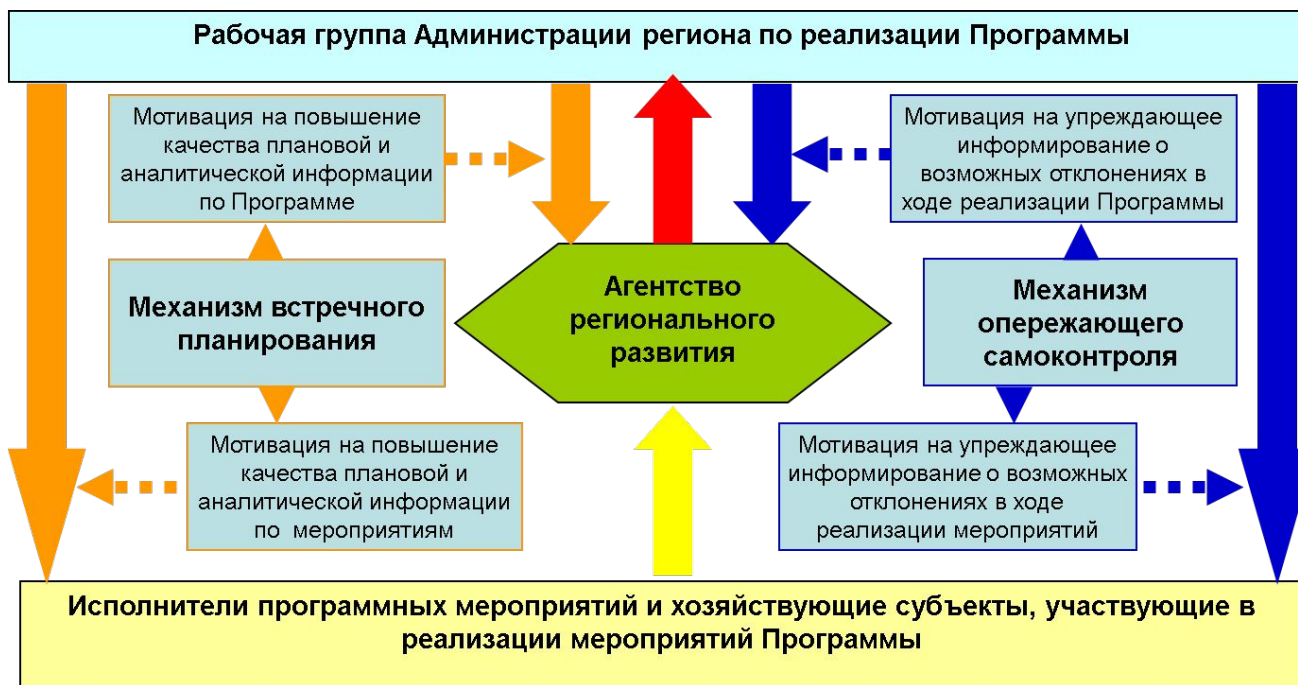 Рабочая группа Администрации региона по реализации Программы
Мотивация на повышение
качества плановой и
аналитической информации
по Программе
Мотивация на упреждающее
информирование о
возможных отклонениях в
ходе реализации Программы
Механизм встречного
планирования
Агентство
регионального
развития
Механизм
опережающего
самоконтроля
Мотивация на повышение
качества плановой и
аналитической информации
по мероприятиям
Мотивация на упреждающее
информирование о возможных
отклонениях в ходе
реализации мероприятий
Исполнители программных мероприятий и хозяйствующие субъекты, участвующие в
реализации мероприятий Программы